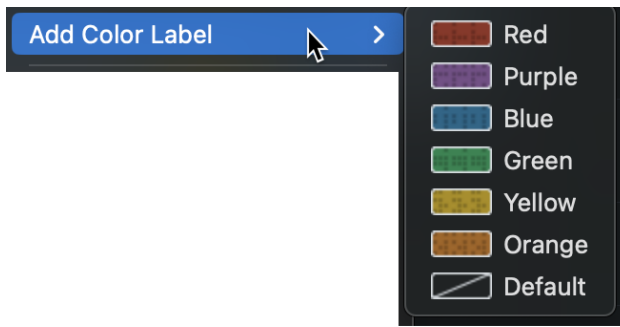 Add Color Label
Red
Purple
Blue
Green
Yellow
Orange
Default